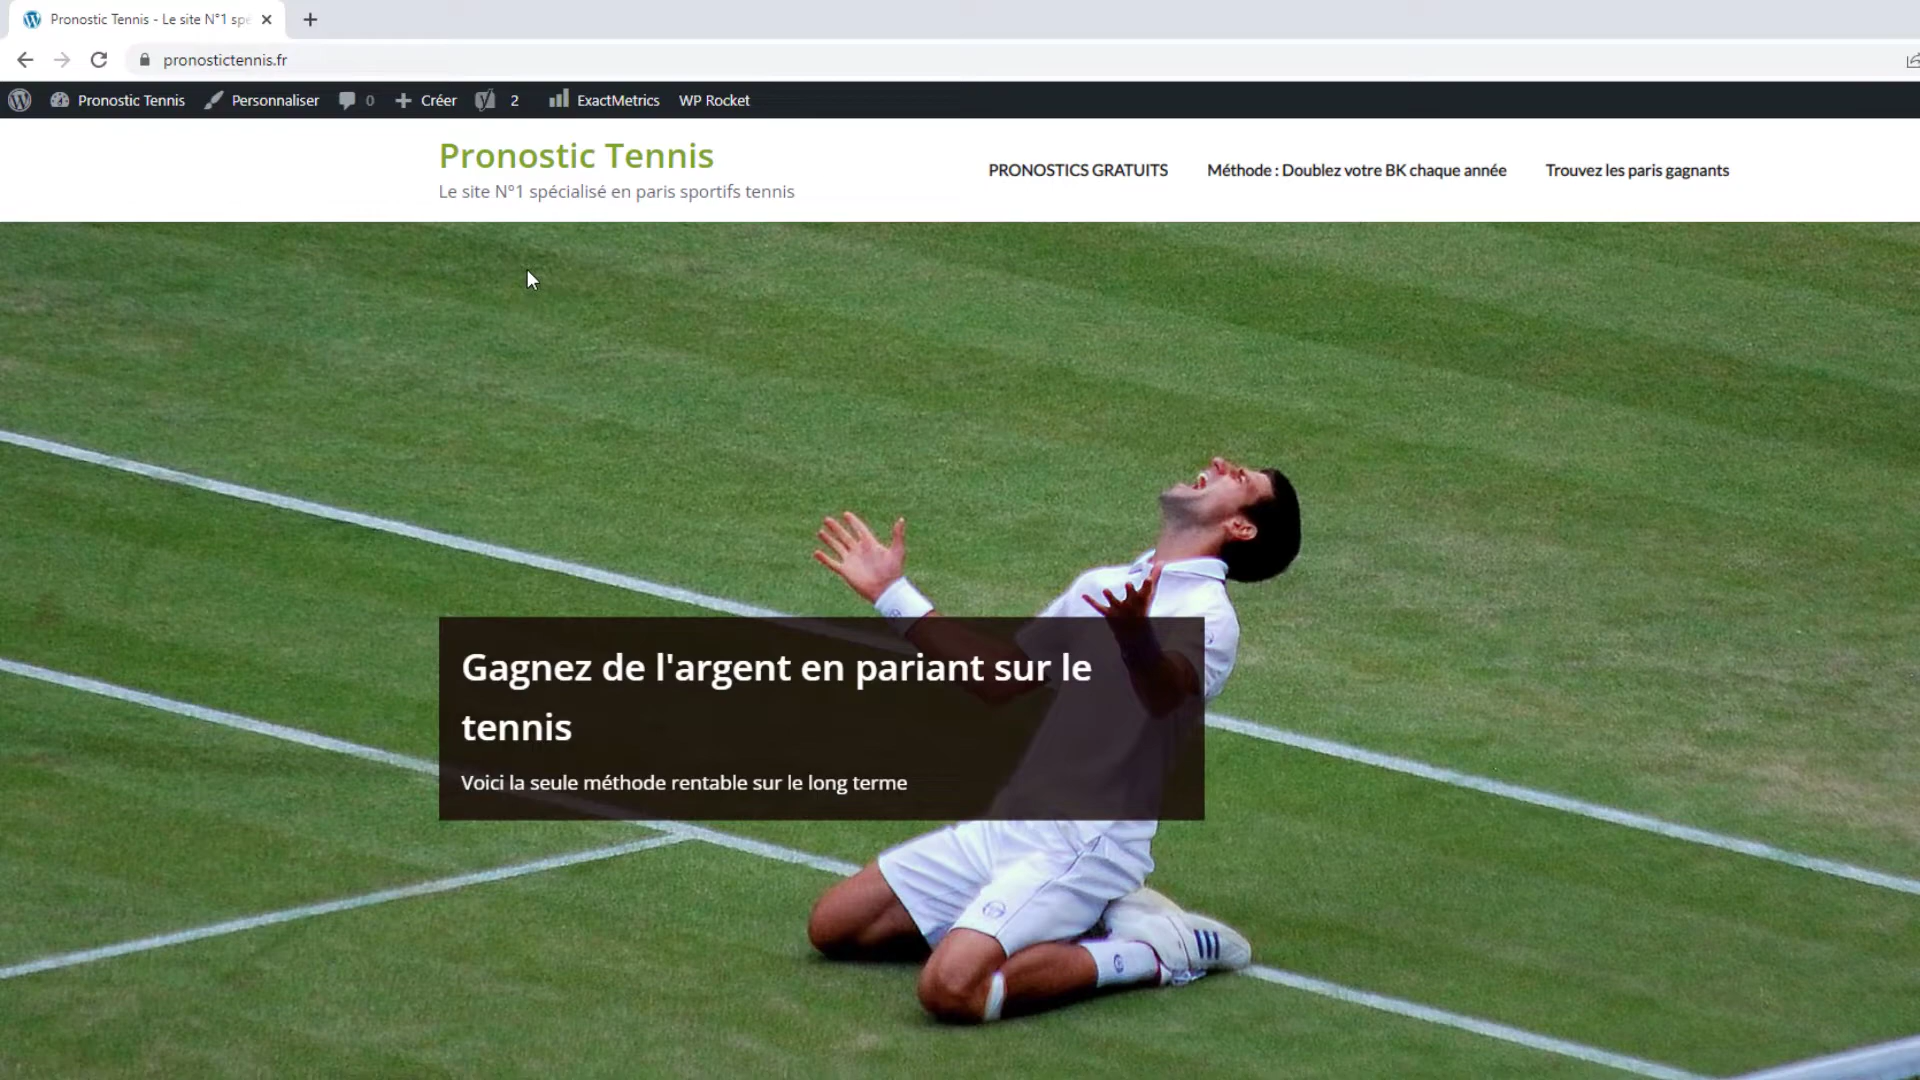 Pronostic Tennis - Le site N°1 spé
pronostictennis.fr
Pronostic Tennis Personnaliser 0 Créer 2 ExactMetrics WP Rocket
Pronostic Tennis
Le site N°1 spécialisé en paris sportifs tennis
PRONOSTICS GRATUITS Méthode : Doublez votre BK chaque année Trouvez les paris gagnants
Gagnez de l'argent en pariant sur le
tennis
Voici la seule méthode rentable sur le long terme